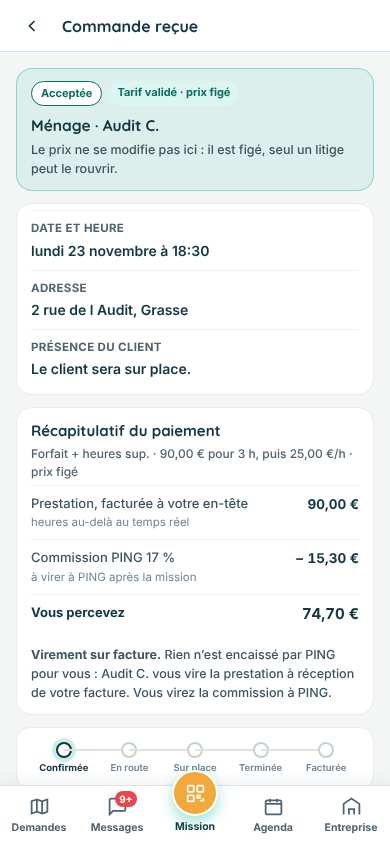 Commande reçue
Acceptée
Tarif validé · prix figé
Ménage · Audit C.
Le prix ne se modifie pas ici : il est figé, seul un litige
peut le rouvrir.
DATE ET HEURE
lundi 23 novembre à 18:30
ADRESSE
2 rue de l Audit, Grasse
PRÉSENCE DU CLIENT
Le client sera sur place.
Récapitulatif du paiement
Forfait + heures sup. · 90,00 € pour 3 h, puis 25,00 €/h ·
prix figé
Prestation, facturée à votre en-tête 90,00 €
heures au-delà au temps réel
Commission PING 17 % − 15,30 €
à virer à PING après la mission
Vous percevez 74,70 €
Virement sur facture. Rien n’est encaissé par PING
pour vous : Audit C. vous vire la prestation à réception
de votre facture. Vous virez la commission à PING.
Confirmée En route Sur place Terminée Facturée
9+
Demandes Messages Mission Agenda Entreprise